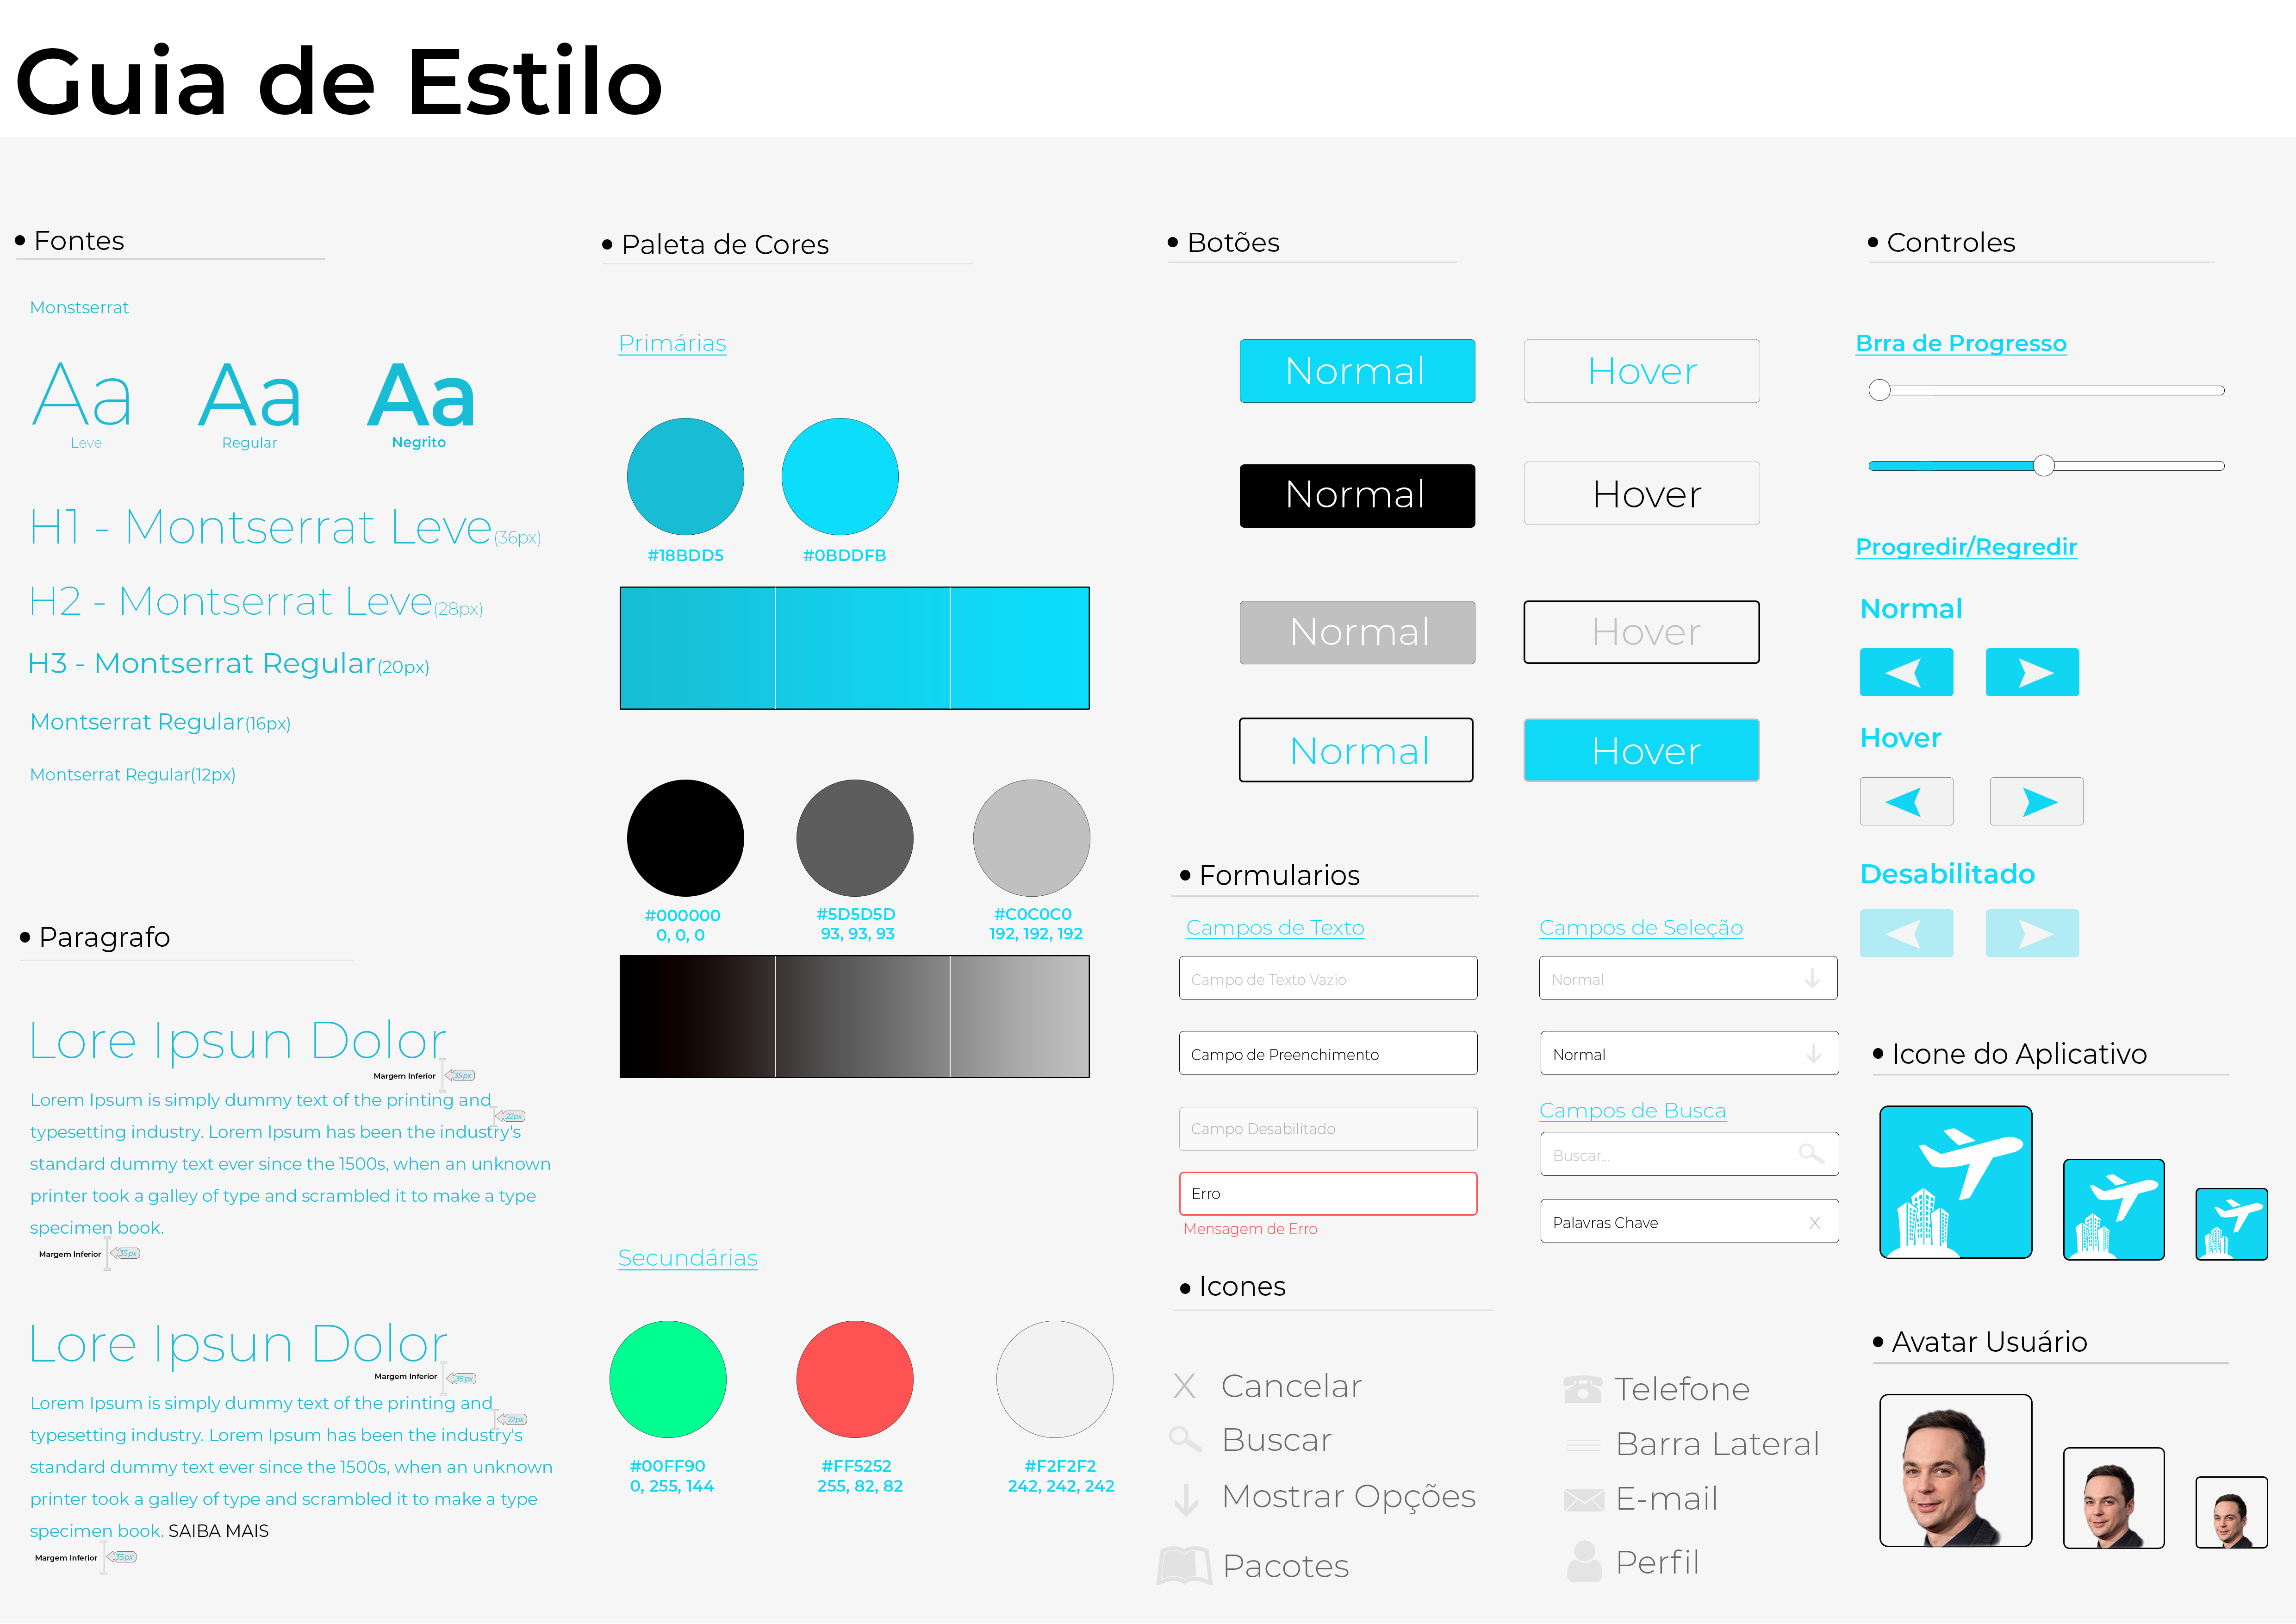 Guia de Estilo
Fontes
Monstserrat
Aa Aa Aa
Leve Regular Negrito
H1 - Montserrat Leve(36px)
H2 - Montserrat Leve(28px)
H3 - Montserrat Regular(20px)
Montserrat Regular(16px)
Montserrat Regular(12px)
Paragrafo
Lore Ipsun Dolor
Margem Inferior 35px
Lorem Ipsum is simply dummy text of the printing and
22px
typesetting industry. Lorem Ipsum has been the industry's
standard dummy text ever since the 1500s, when an unknown
printer took a galley of type and scrambled it to make a type
specimen book.
Margem Inferior 35px
Lore Ipsun Dolor
Margem Inferior 35px
Lorem Ipsum is simply dummy text of the printing and
22px
typesetting industry. Lorem Ipsum has been the industry's
standard dummy text ever since the 1500s, when an unknown
printer took a galley of type and scrambled it to make a type
specimen book. SAIBA MAIS
Margem Inferior 35px
Paleta de Cores
Primárias
#18BDD5 #0BDDFB
#000000 #5D5D5D #C0C0C0
0, 0, 0 93, 93, 93 192, 192, 192
Secundárias
#00FF90 #FF5252 #F2F2F2
0, 255, 144 255, 82, 82 242, 242, 242
Botões
Normal Hover
Normal Hover
Normal Hover
Normal Hover
Formularios
Campos de Texto
Campo de Texto Vazio
Campo de Preenchimento
Campo Desabilitado
Erro
Mensagem de Erro
Campos de Seleção
Normal
Normal
Campos de Busca
Buscar...
Palavras Chave X
Icones
X Cancelar
Buscar
Mostrar Opções
Pacotes
Telefone
Barra Lateral
E-mail
Perfil
Controles
Brra de Progresso
Progredir/Regredir
Normal
Hover
Desabilitado
Icone do Aplicativo
Avatar Usuário